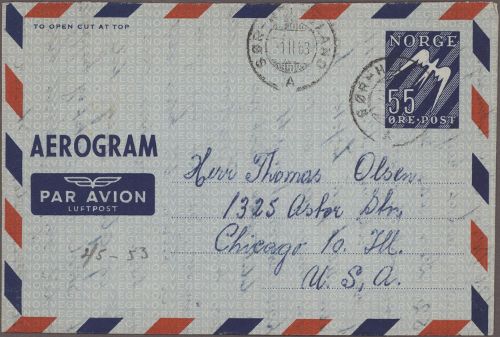 TO OPEN CUT AT TOP
NORGE
55
ØRE·POST
A
AEROGRAM
PAR AVION
LUFTPOST
Herr Thomas Olsen
1325 Astor Str,
Chicago 10. Ill.
U. S. A.
2/5 - 53